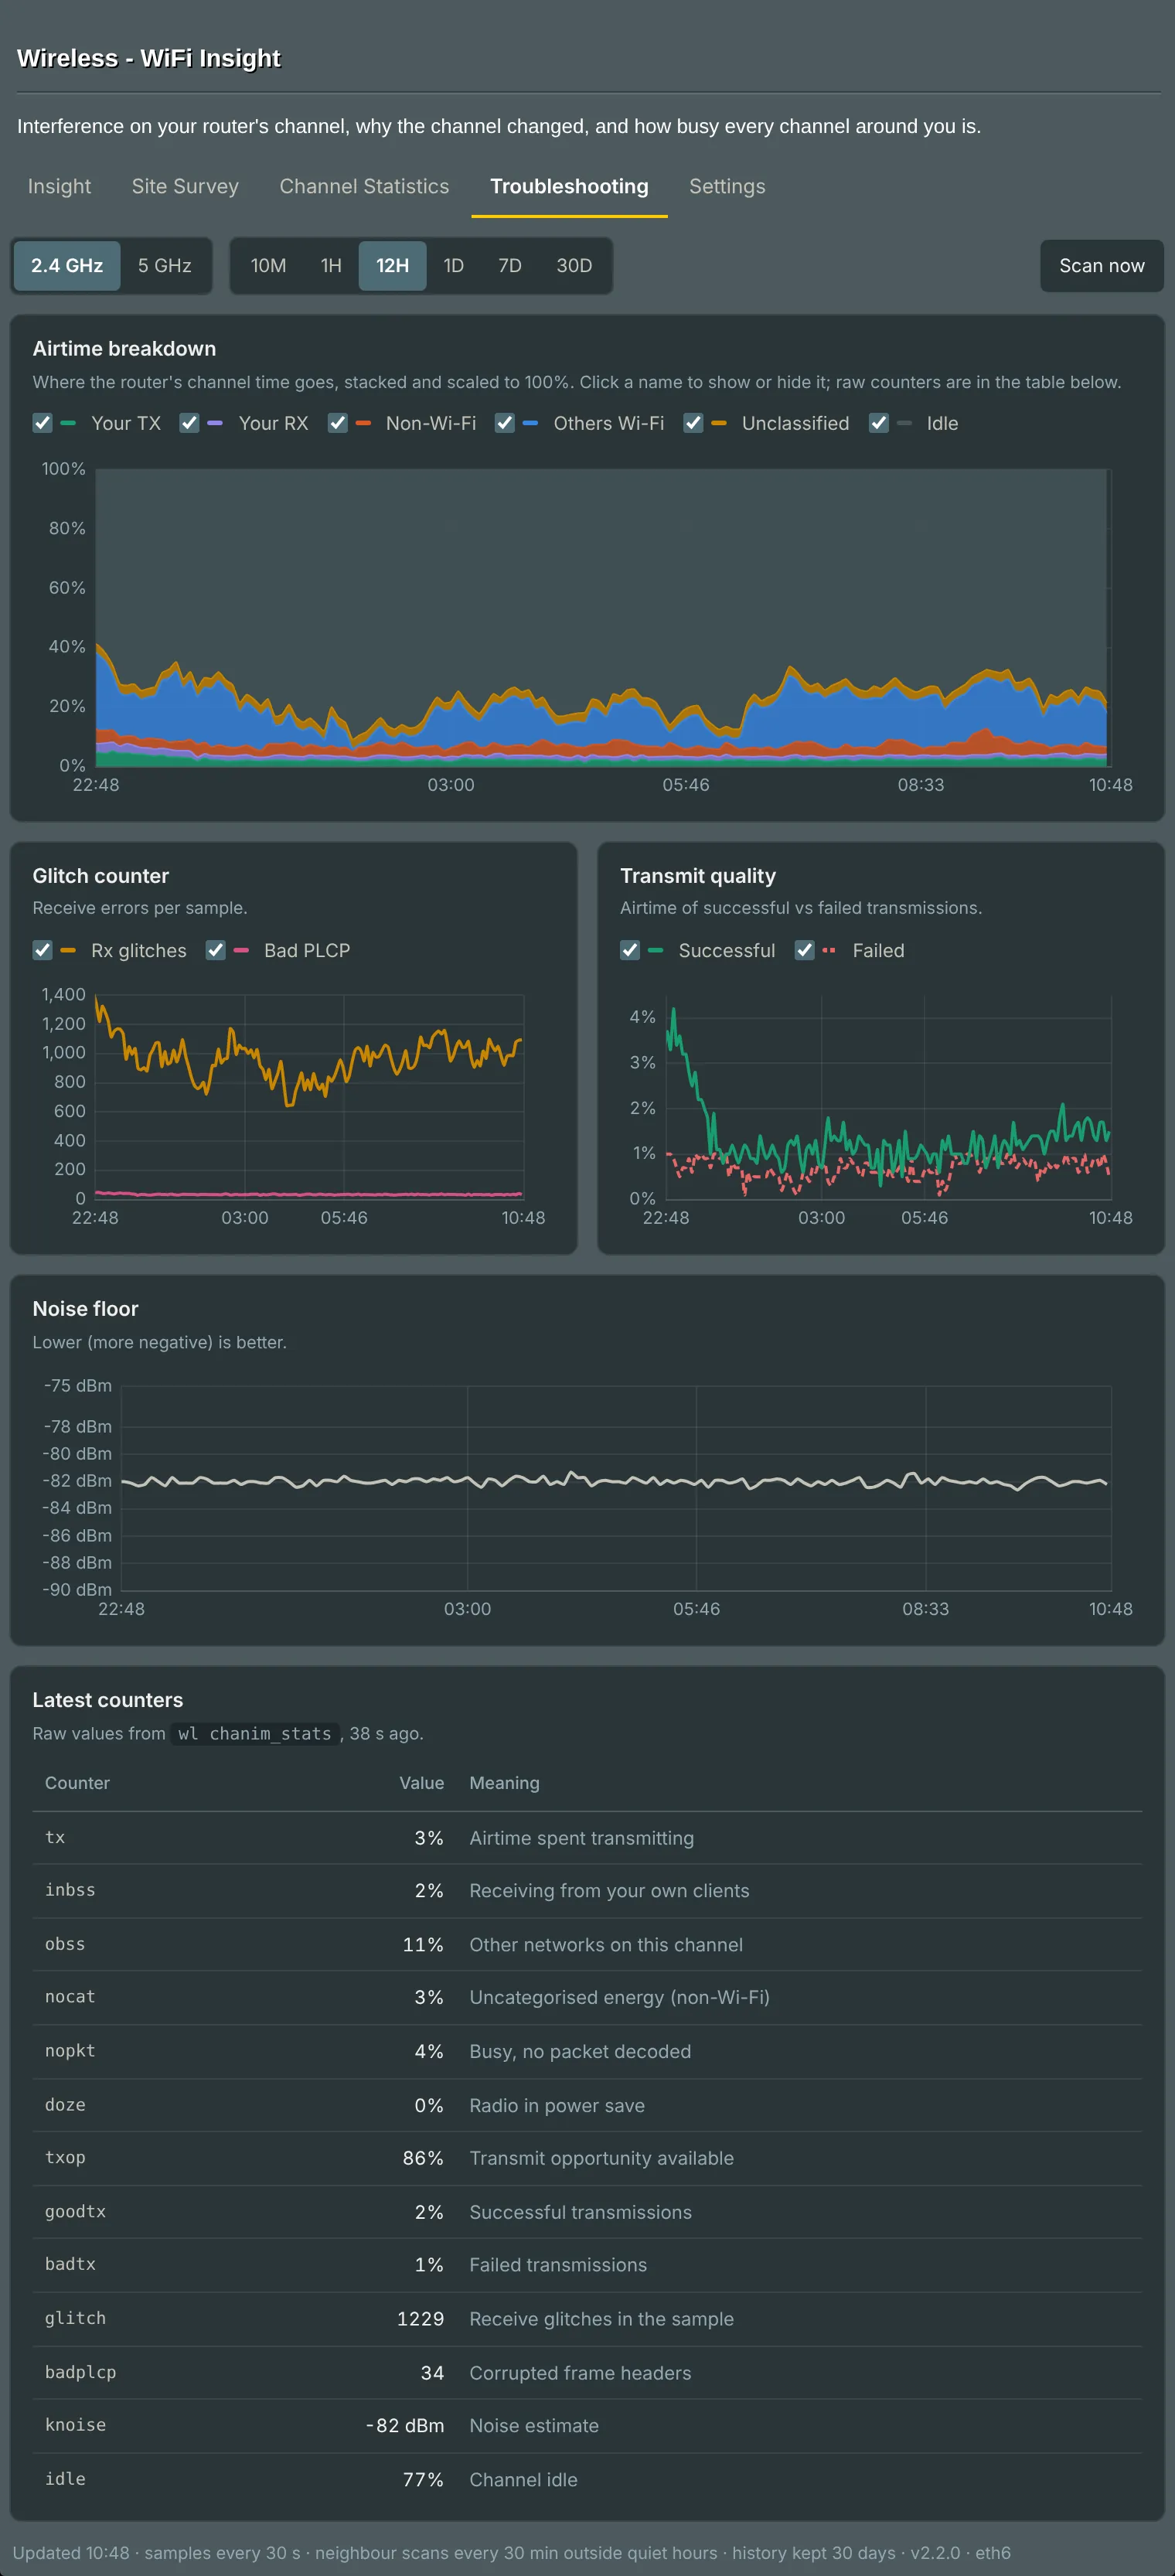 Wireless - WiFi Insight
Interference on your router's channel, why the channel changed, and how busy every channel around you is.
Insight Site Survey Channel Statistics Troubleshooting Settings
2.4 GHz 5 GHz 10M 1H 12H 1D 7D 30D Scan now
Airtime breakdown
Where the router's channel time goes, stacked and scaled to 100%. Click a name to show or hide it; raw counters are in the table below.
Your TX Your RX Non-Wi-Fi Others Wi-Fi Unclassified Idle
100%
80%
60%
40%
20%
0%
22:48 03:00 05:46 08:33 10:48
Glitch counter
Receive errors per sample.
Rx glitches Bad PLCP
1,400
1,200
1,000
800
600
400
200
0
22:48 03:00 05:46 10:48
Transmit quality
Airtime of successful vs failed transmissions.
Successful Failed
4%
3%
2%
1%
0%
22:48 03:00 05:46 10:48
Noise floor
Lower (more negative) is better.
-75 dBm
-78 dBm
-80 dBm
-82 dBm
-84 dBm
-86 dBm
-88 dBm
-90 dBm
22:48 03:00 05:46 08:33 10:48
Latest counters
Raw values from wl chanim_stats, 38 s ago.
Counter Value Meaning
tx 3% Airtime spent transmitting
inbss 2% Receiving from your own clients
obss 11% Other networks on this channel
nocat 3% Uncategorised energy (non-Wi-Fi)
nopkt 4% Busy, no packet decoded
doze 0% Radio in power save
txop 86% Transmit opportunity available
goodtx 2% Successful transmissions
badtx 1% Failed transmissions
glitch 1229 Receive glitches in the sample
badplcp 34 Corrupted frame headers
knoise -82 dBm Noise estimate
idle 77% Channel idle
Updated 10:48 · samples every 30 s · neighbour scans every 30 min outside quiet hours · history kept 30 days · v2.2.0 · eth6